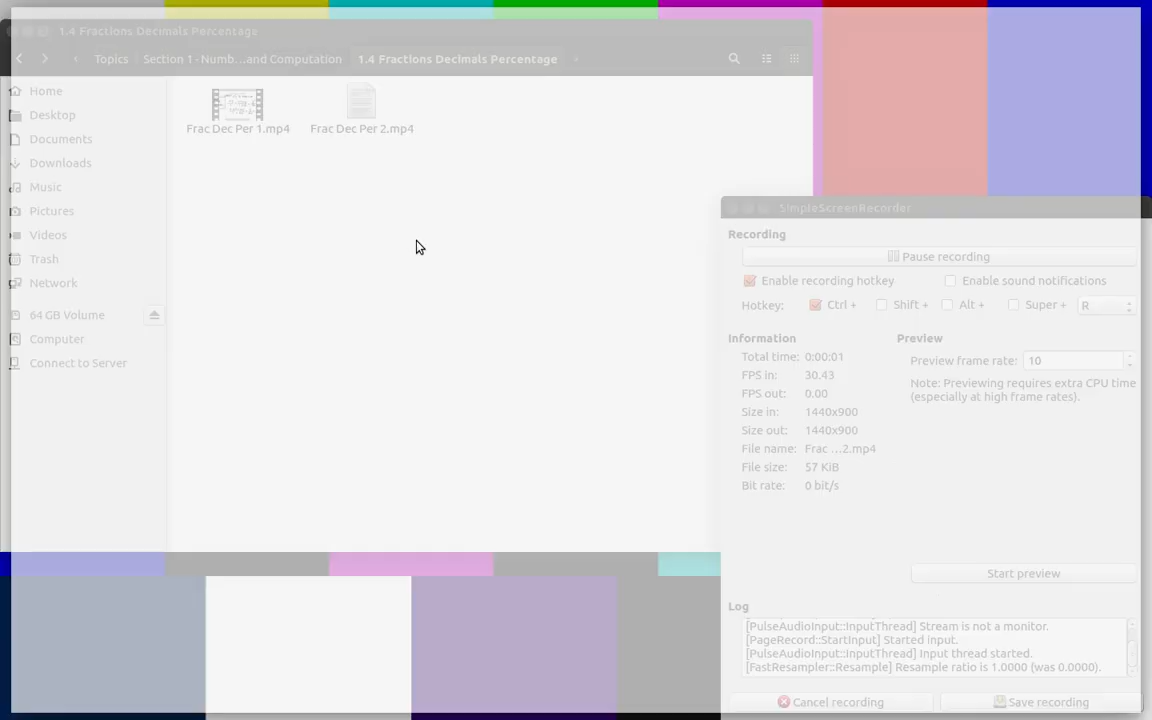 1.4 Fractions Decimals Percentage
Topics
Section 1 - Numb...and Computation
1.4 Fractions Decimals Percentage
Home
Desktop
Documents
Downloads
Music
Pictures
Videos
Trash
Network
64 GB Volume
Computer
Connect to Server
Frac Dec Per 1.mp4
Frac Dec Per 2.mp4
SimpleScreenRecorder
Recording
Pause recording
Enable recording hotkey
Enable sound notifications
Hotkey: Ctrl + Shift + Alt + Super + R
Information
Total time: 0:00:01
FPS in: 30.43
FPS out: 0.00
Size in: 1440x900
Size out: 1440x900
File name: Frac ...2.mp4
File size: 57 KiB
Bit rate: 0 bit/s
Preview
Preview frame rate: 10
Note: Previewing requires extra CPU time
(especially at high frame rates).
Start preview
Log
[PulseAudioInput::InputThread] Stream is not a monitor.
[PageRecord::StartInput] Started input.
[PulseAudioInput::InputThread] Input thread started.
[FastResampler::Resample] Resample ratio is 1.0000 (was 0.0000).
Cancel recording
Save recording